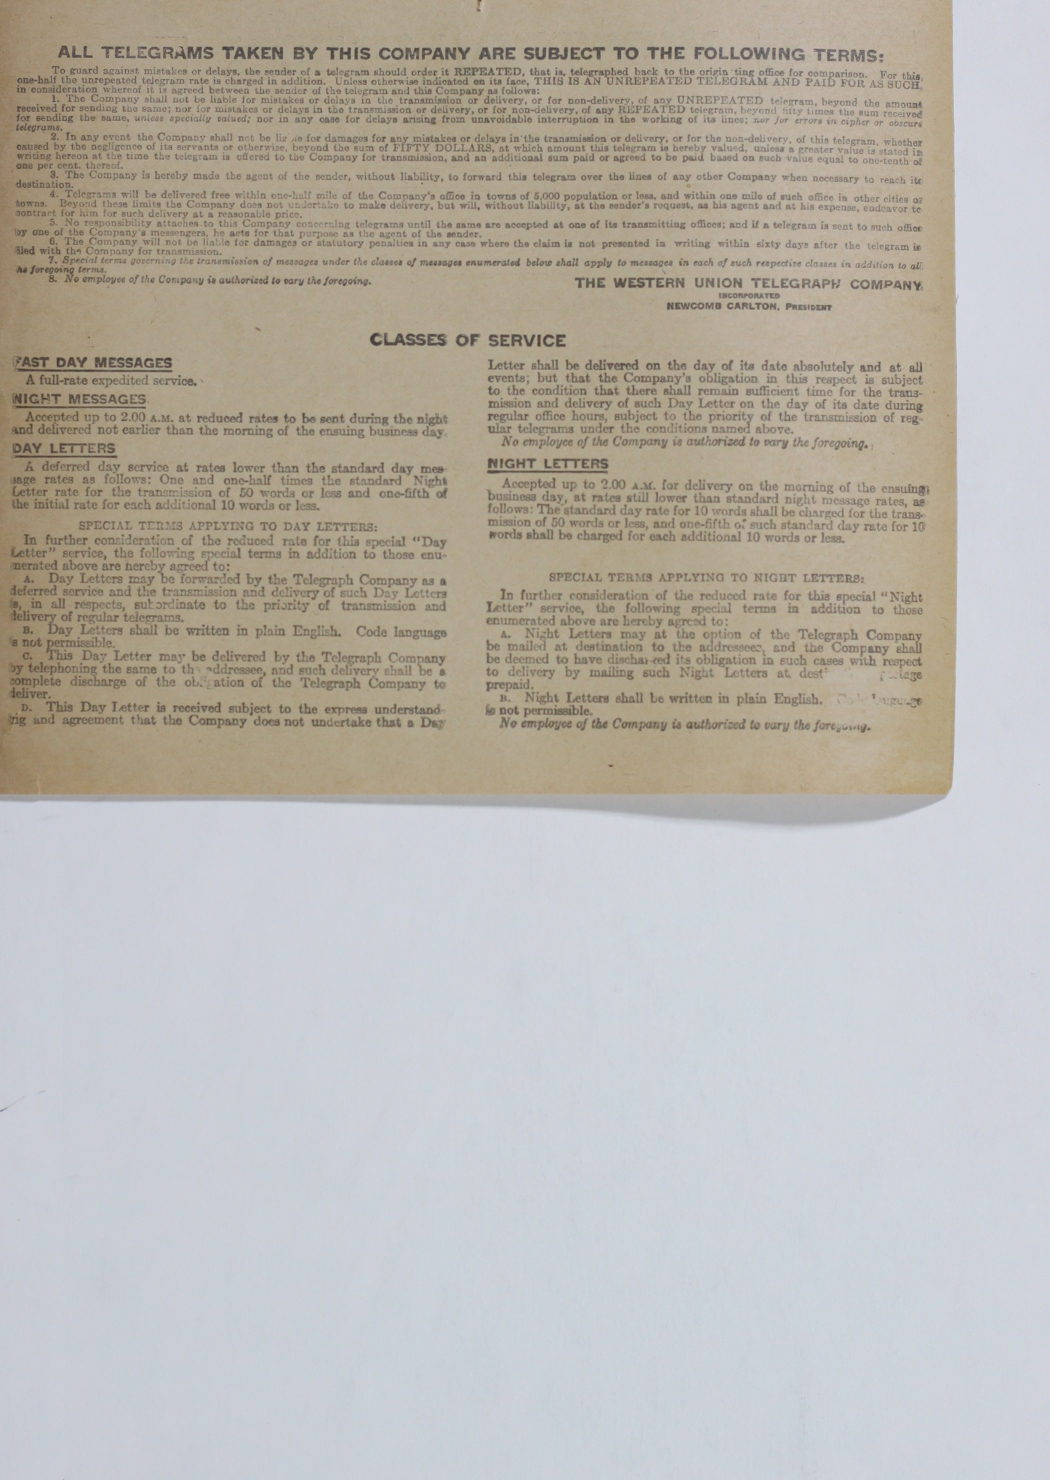 ALL TELEGRAMS TAKEN BY THIS COMPANY ARE SUBJECT TO THE FOLLOWING TERMS:
To guard against mistakes or delays, the sender of a telegram should order it REPEATED, that is, telegraphed back to the origin ting office for comparison. For this,
one-half the unrepeated telegram rate is charged in addition. Unless otherwise indicated on its face, THIS IS AN UNREPEATED TELEGRAM AND PAID FOR AS SUCH,
in consideration whereof it is agreed between the sender of the telegram and this Company as follows:
1. The Company shall not be liable for mistakes or delays in the transmission or delivery, or for non-delivery, of any UNREPEATED telegram, beyond the amount
received for sending the same; nor for mistakes or delays in the transmission or delivery, or for non-delivery, of any REPEATED telegram, beyond fifty times the sum received
for sending the same, unless specially valued; nor in any case for delays arising from unavoidable interruption in the working of its lines; nor for errors in cipher or obscure
telegrams.
2. In any event the Company shall not be for damages for any mistakes or delays in the transmission or delivery, or for the non-delivery, of this telegram, whether
caused by the negligence of its servants or otherwise, beyond the sum of FIFTY DOLLARS, at which amount this telegram is hereby valued, unless a greater value is stated in
writing hereon at the time the telegram is offered to the Company for transmission, and an additional sum paid or agreed to be paid based on such value equal to one-tenth of
one per cent. thereof.
3. The Company is hereby made the agent of the sender, without liability, to forward this telegram over the lines of any other Company when necessary to reach its
destination.
4. Telegrams will be delivered free within one-half mile of the Company's office in towns of 5,000 population or less, and within one mile of such office in other cities or
towns. Beyond these limits the Company does not undertake to make delivery, but will, without liability, at the sender's request, as his agent and at his expense, endeavor to
contract for him for such delivery at a reasonable price.
5. No responsibility attaches to this Company concerning telegrams until the same are accepted at one of its transmitting offices; and if a telegram is sent to such office
by one of the Company's messengers, he acts for that purpose as the agent of the sender.
6. The Company will not be liable for damages or statutory penalties in any case where the claim is not presented in writing within sixty days after the telegram is
filed with the Company for transmission.
7. Special terms governing the transmission of messages under the classes of messages enumerated below shall apply to messages in each of such respective classes in addition to all
foregoing terms.
8. No employee of the Company is authorized to vary the foregoing.
THE WESTERN UNION TELEGRAPH COMPANY
INCORPORATED
NEWCOMB CARLTON, PRESIDENT
CLASSES OF SERVICE
FAST DAY MESSAGES
A full-rate expedited service.
NIGHT MESSAGES
Accepted up to 2.00 A.M. at reduced rates to be sent during the night
and delivered not earlier than the morning of the ensuing business day.
DAY LETTERS
A deferred day service at rates lower than the standard day mes-
sage rates as follows: One and one-half times the standard Night
Letter rate for the transmission of 50 words or less and one-fifth of
the initial rate for each additional 10 words or less.
SPECIAL TERMS APPLYING TO DAY LETTERS:
In further consideration of the reduced rate for this special "Day
Letter" service, the following special terms in addition to those enu-
merated above are hereby agreed to:
A. Day Letters may be forwarded by the Telegraph Company as a
deferred service and the transmission and delivery of such Day Letters
is, in all respects, subordinate to the priority of transmission and
delivery of regular telegrams.
B. Day Letters shall be written in plain English. Code language
is not permissible.
C. This Day Letter may be delivered by the Telegraph Company
by telephoning the same to the addressee, and such delivery shall be a
complete discharge of the obligation of the Telegraph Company to
deliver.
D. This Day Letter is received subject to the express understand-
ing and agreement that the Company does not undertake that a Day
Letter shall be delivered on the day of its date absolutely and at all
events; but that the Company's obligation in this respect is subject
to the condition that there shall remain sufficient time for the trans-
mission and delivery of such Day Letter on the day of its date during
regular office hours, subject to the priority of the transmission of reg-
ular telegrams under the conditions named above.
No employee of the Company is authorized to vary the foregoing.
NIGHT LETTERS
Accepted up to 2.00 A.M. for delivery on the morning of the ensuing
business day, at rates still lower than standard night message rates, as
follows: The standard day rate for 10 words shall be charged for the trans-
mission of 50 words or less, and one-fifth of such standard day rate for 10
words shall be charged for each additional 10 words or less.
SPECIAL TERMS APPLYING TO NIGHT LETTERS:
In further consideration of the reduced rate for this special "Night
Letter" service, the following special terms in addition to those
enumerated above are hereby agreed to:
A. Night Letters may at the option of the Telegraph Company
be mailed at destination to the addressees, and the Company shall
be deemed to have discharged its obligation in such cases with respect
to delivery by mailing such Night Letters at
prepaid.
B. Night Letters shall be written in plain English. language
is not permissible.
No employee of the Company is authorized to vary the foregoing.